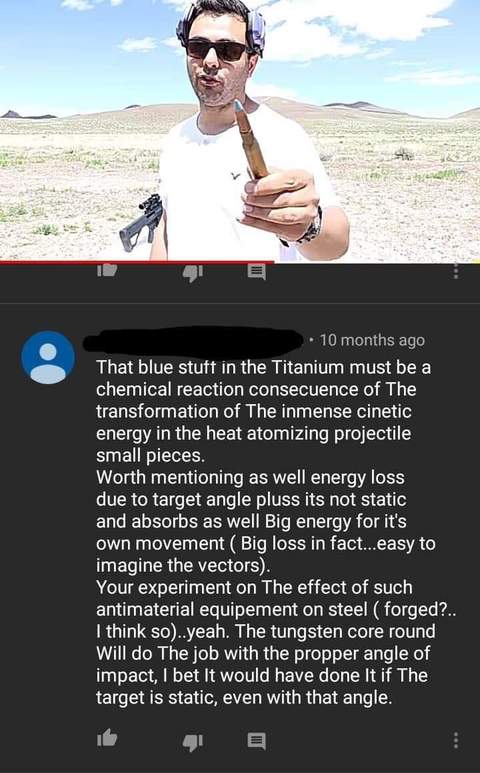 • 10 months ago
That blue stuff in the Titanium must be a
chemical reaction consecuence of The
transformation of The inmense cinetic
energy in the heat atomizing projectile
small pieces.
Worth mentioning as well energy loss
due to target angle pluss its not static
and absorbs as well Big energy for it's
own movement ( Big loss in fact...easy to
imagine the vectors).
Your experiment on The effect of such
antimaterial equipement on steel ( forged?..
I think so)..yeah. The tungsten core round
Will do The job with the propper angle of
impact, I bet It would have done It if The
target is static, even with that angle.